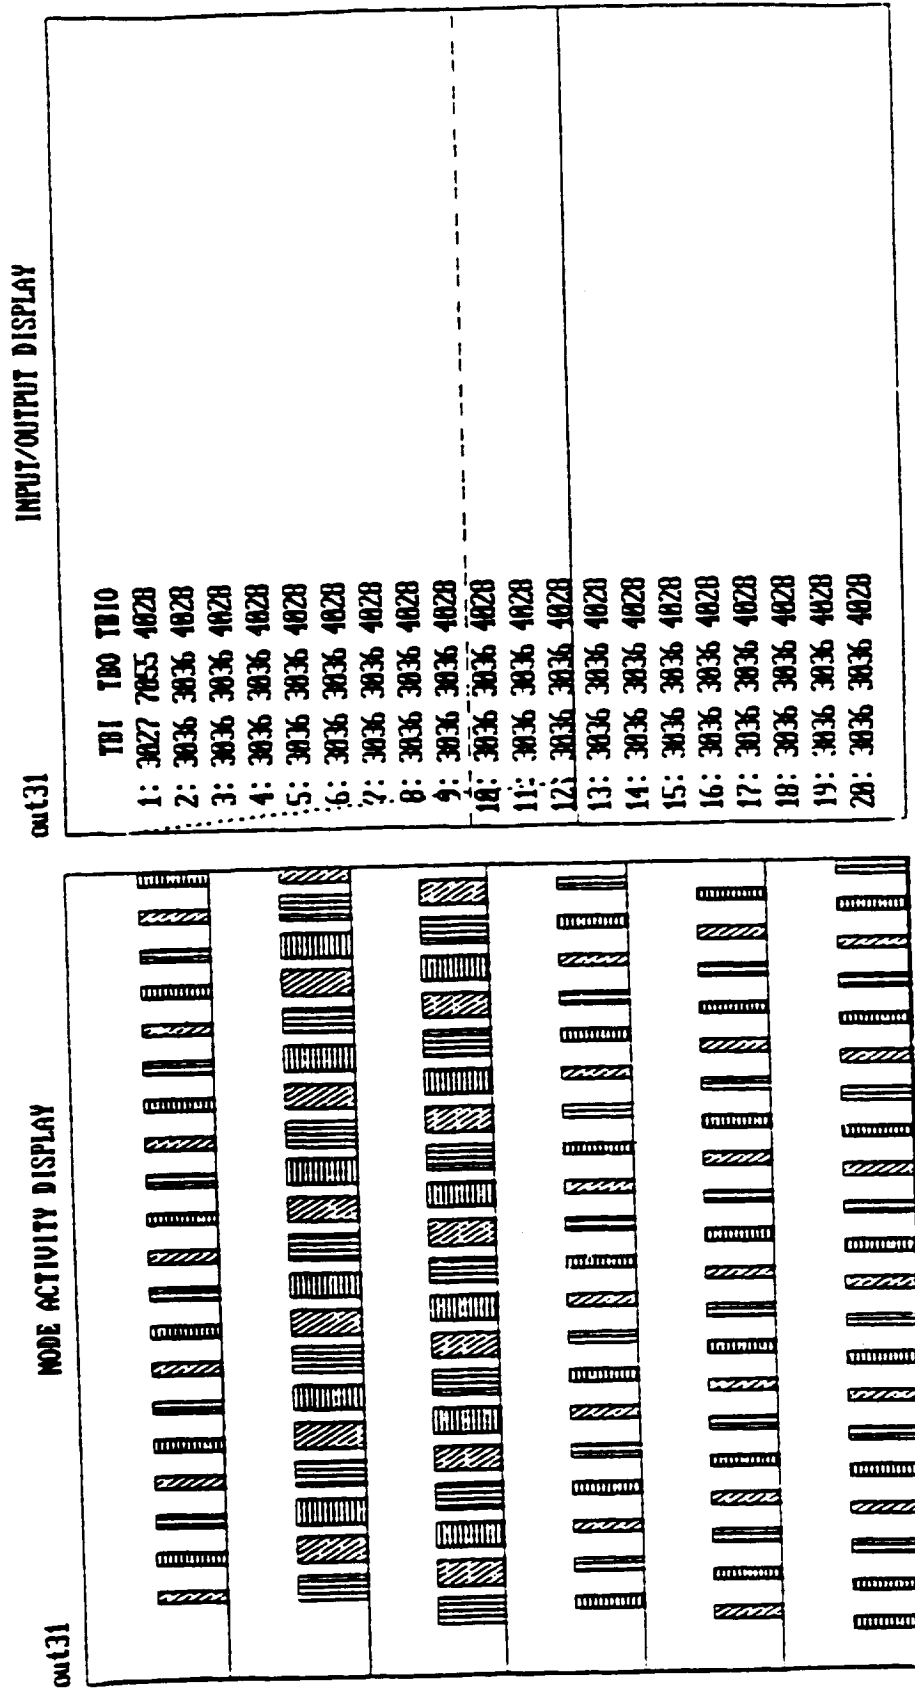 out31
INPUT/OUTPUT DISPLAY
TBI TBO TBIO
1: 3027 7055 4028
2: 3036 3036 4028
3: 3036 3036 4028
4: 3036 3036 4028
5: 3036 3036 4028
6: 3036 3036 4028
7: 3036 3036 4028
8: 3036 3036 4028
9: 3036 3036 4028
10: 3036 3036 4028
11: 3036 3036 4028
12: 3036 3036 4028
13: 3036 3036 4028
14: 3036 3036 4028
15: 3036 3036 4028
16: 3036 3036 4028
17: 3036 3036 4028
18: 3036 3036 4028
19: 3036 3036 4028
20: 3036 3036 4028
out31
NODE ACTIVITY DISPLAY